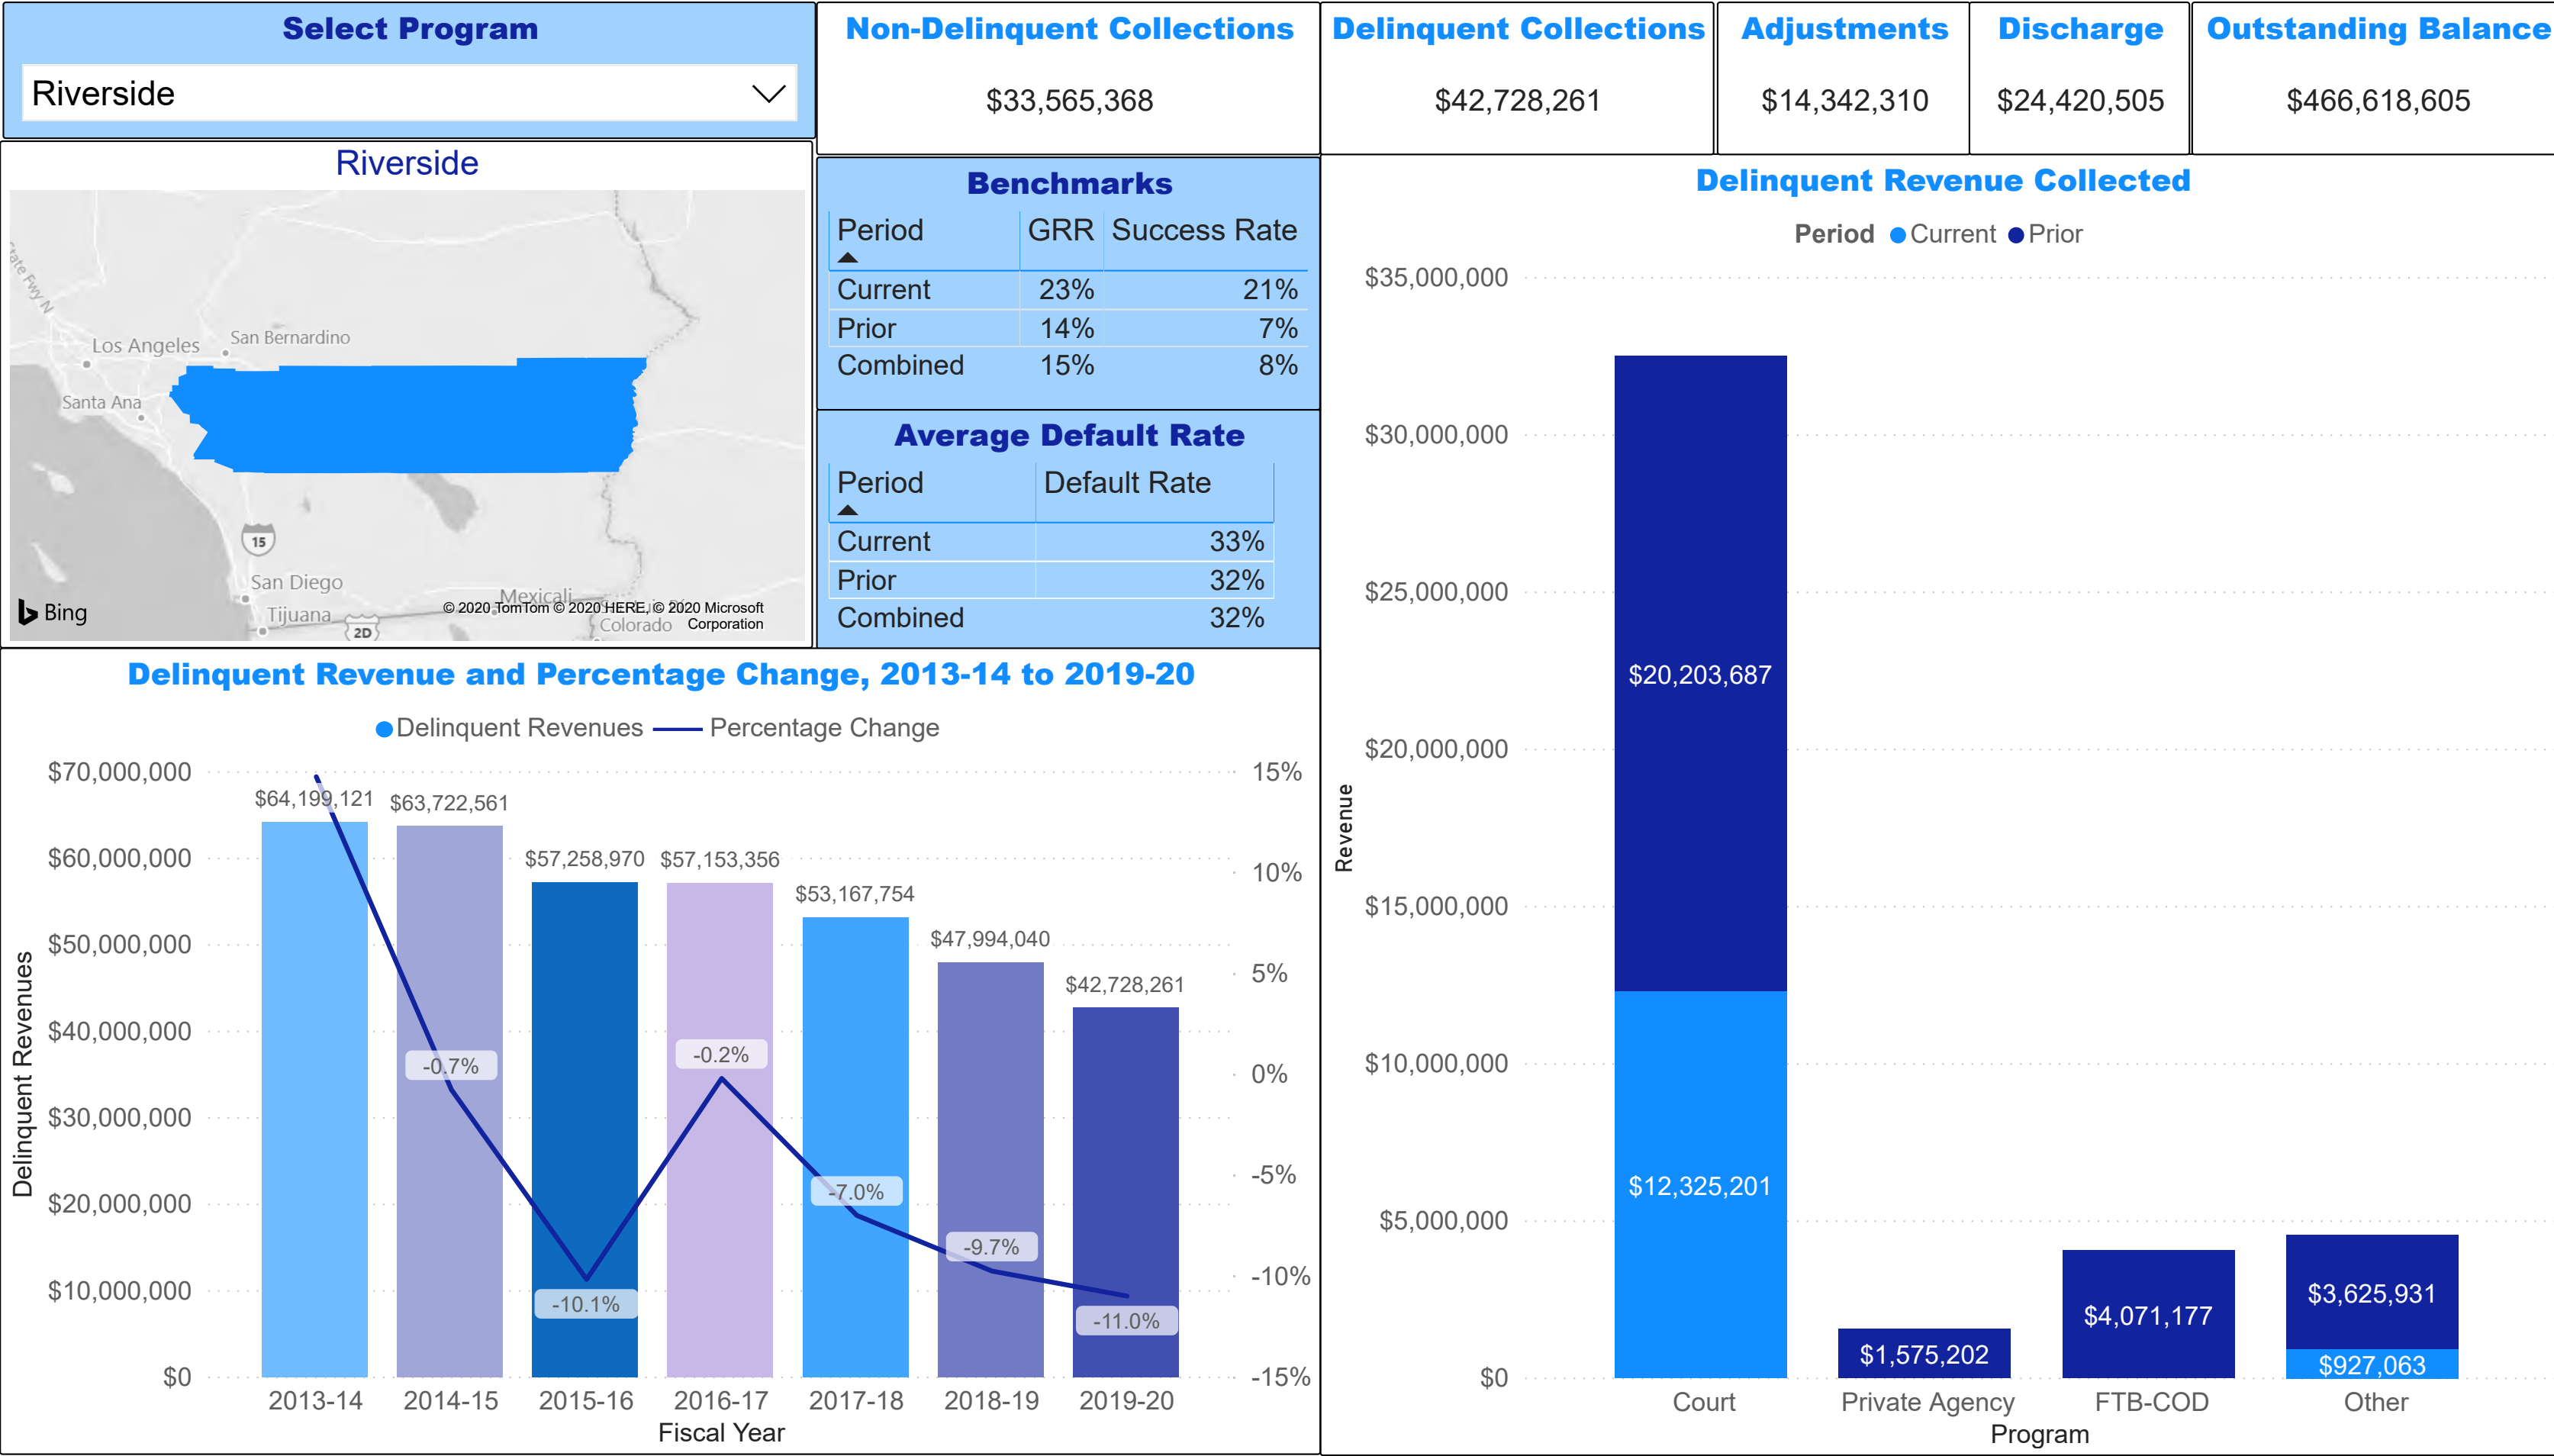 Select Program
Riverside
Non-Delinquent Collections
$33,565,368
Delinquent Collections
$42,728,261
Adjustments
$14,342,310
Discharge
$24,420,505
Outstanding Balance
$466,618,605
Riverside
State Fwy N
Los Angeles
San Bernardino
Santa Ana
15
San Diego
Tijuana
2D
Mexicali
Colorado
Bing
© 2020 TomTom © 2020 HERE, © 2020 Microsoft
Corporation
Benchmarks
Period GRR Success Rate
Current 23% 21%
Prior 14% 7%
Combined 15% 8%
Average Default Rate
Period Default Rate
Current 33%
Prior 32%
Combined 32%
Delinquent Revenue and Percentage Change, 2013-14 to 2019-20
Delinquent Revenues Percentage Change
Delinquent Revenues
$70,000,000
$60,000,000
$50,000,000
$40,000,000
$30,000,000
$20,000,000
$10,000,000
$0
$64,199,121
$63,722,561
$57,258,970
$57,153,356
$53,167,754
$47,994,040
$42,728,261
-0.7%
-10.1%
-0.2%
-7.0%
-9.7%
-11.0%
15%
10%
5%
0%
-5%
-10%
-15%
2013-14 2014-15 2015-16 2016-17 2017-18 2018-19 2019-20
Fiscal Year
Delinquent Revenue Collected
Period Current Prior
Revenue
$35,000,000
$30,000,000
$25,000,000
$20,000,000
$15,000,000
$10,000,000
$5,000,000
$0
$20,203,687
$12,325,201
$1,575,202
$4,071,177
$3,625,931
$927,063
Court Private Agency FTB-COD Other
Program